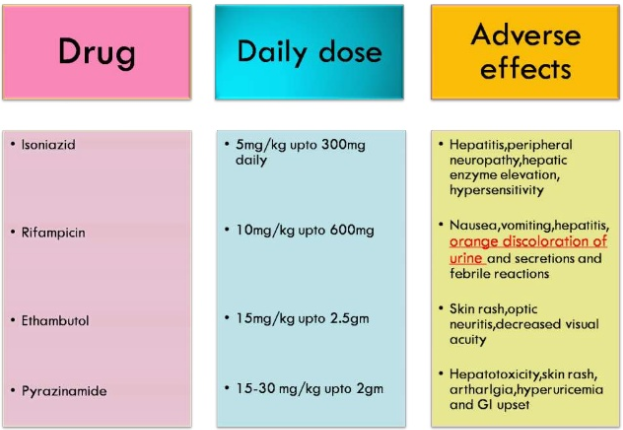 Drug
Daily dose
Adverse
effects
• Isoniazid
• Rifampicin
• Ethambutol
• Pyrazinamide
• 5mg/kg upto 300mg
daily
• 10mg/kg upto 600mg
• 15mg/kg upto 2.5gm
• 15-30 mg/kg upto 2gm
• Hepatitis,peripheral
neuropathy,hepatic
enzyme elevation,
hypersensitivity
• Nausea,vomiting,hepatitis,
orange discoloration of
urine and secretions and
febrile reactions
• Skin rash,optic
neuritis,decreased visual
acuity
• Hepatotoxicity,skin rash,
artharlgia,hyperuricemia
and GI upset